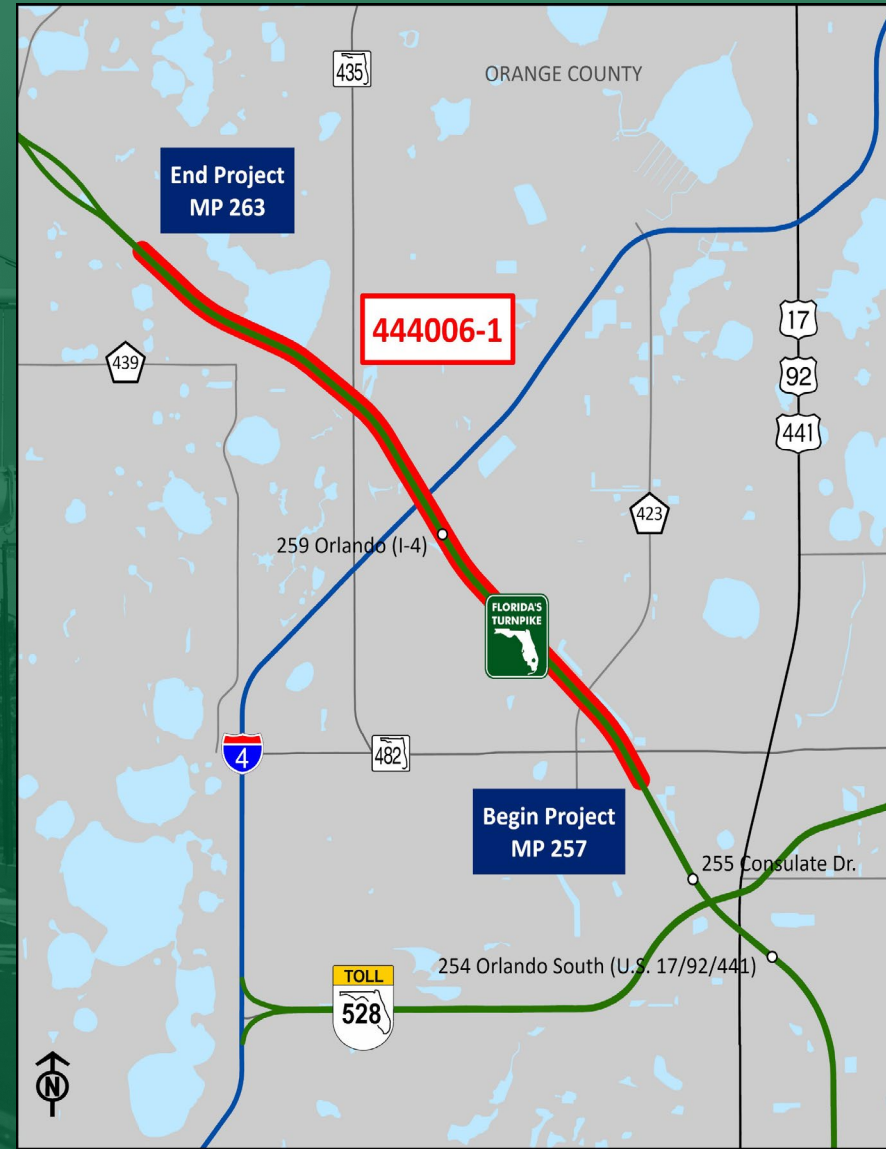 435
ORANGE COUNTY
End Project
MP 263
444006-1
17
92
441
439
423
259 Orlando (I-4)
FLORIDA'S
TURNPIKE
4
482
Begin Project
MP 257
255 Consulate Dr.
254 Orlando South (U.S. 17/92/441)
TOLL
528
N